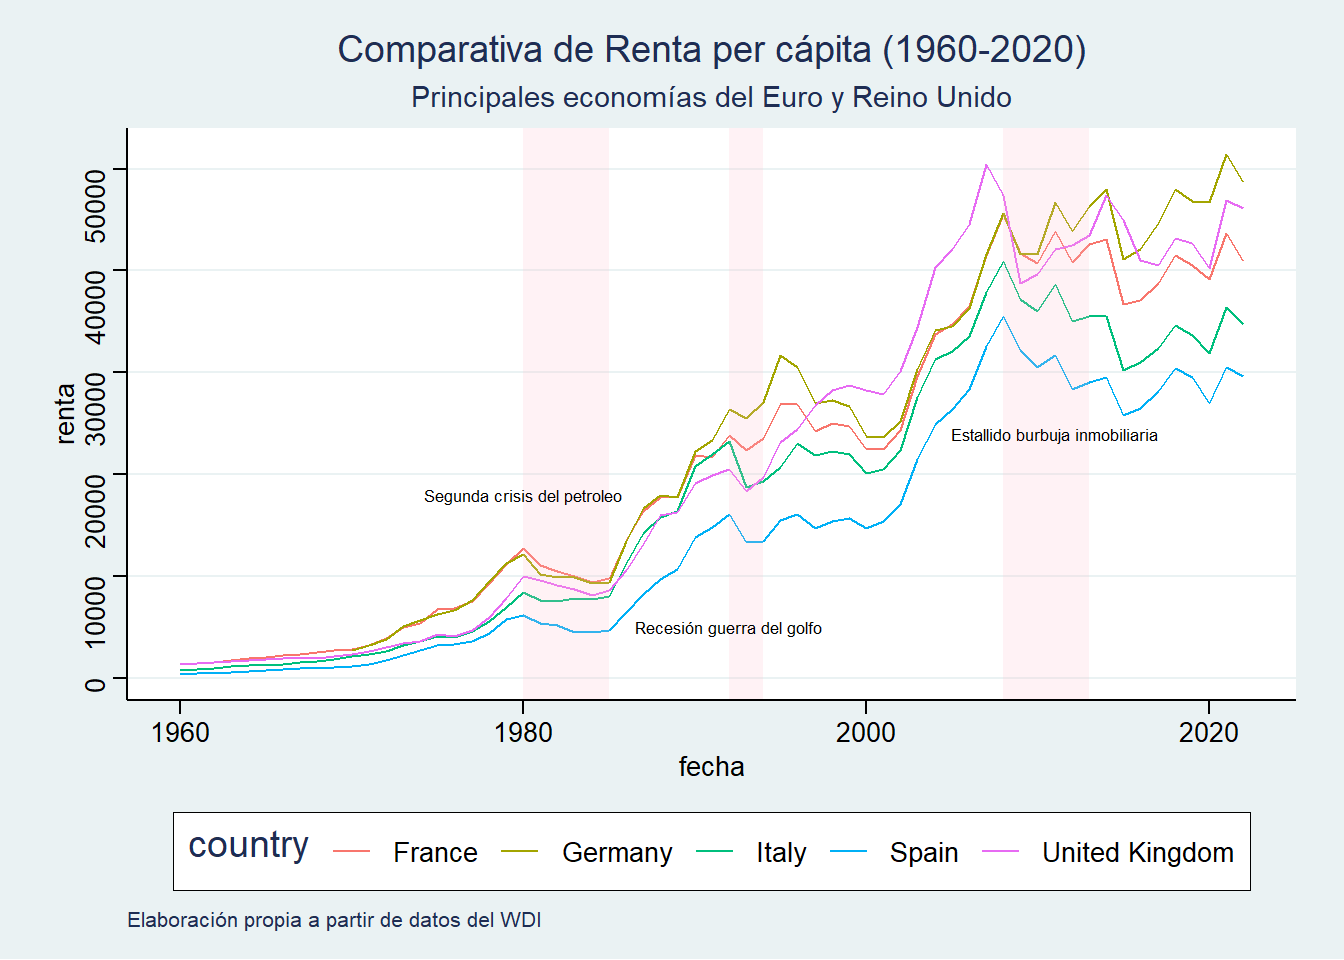 Comparativa de Renta per cápita (1960-2020)
Principales economías del Euro y Reino Unido
50000
40000
30000
20000
10000
0
renta
Estallido burbuja inmobiliaria
Segunda crisis del petroleo
Recesión guerra del golfo
1960 1980 2000 2020
fecha
country France Germany Italy Spain United Kingdom
Elaboración propia a partir de datos del WDI